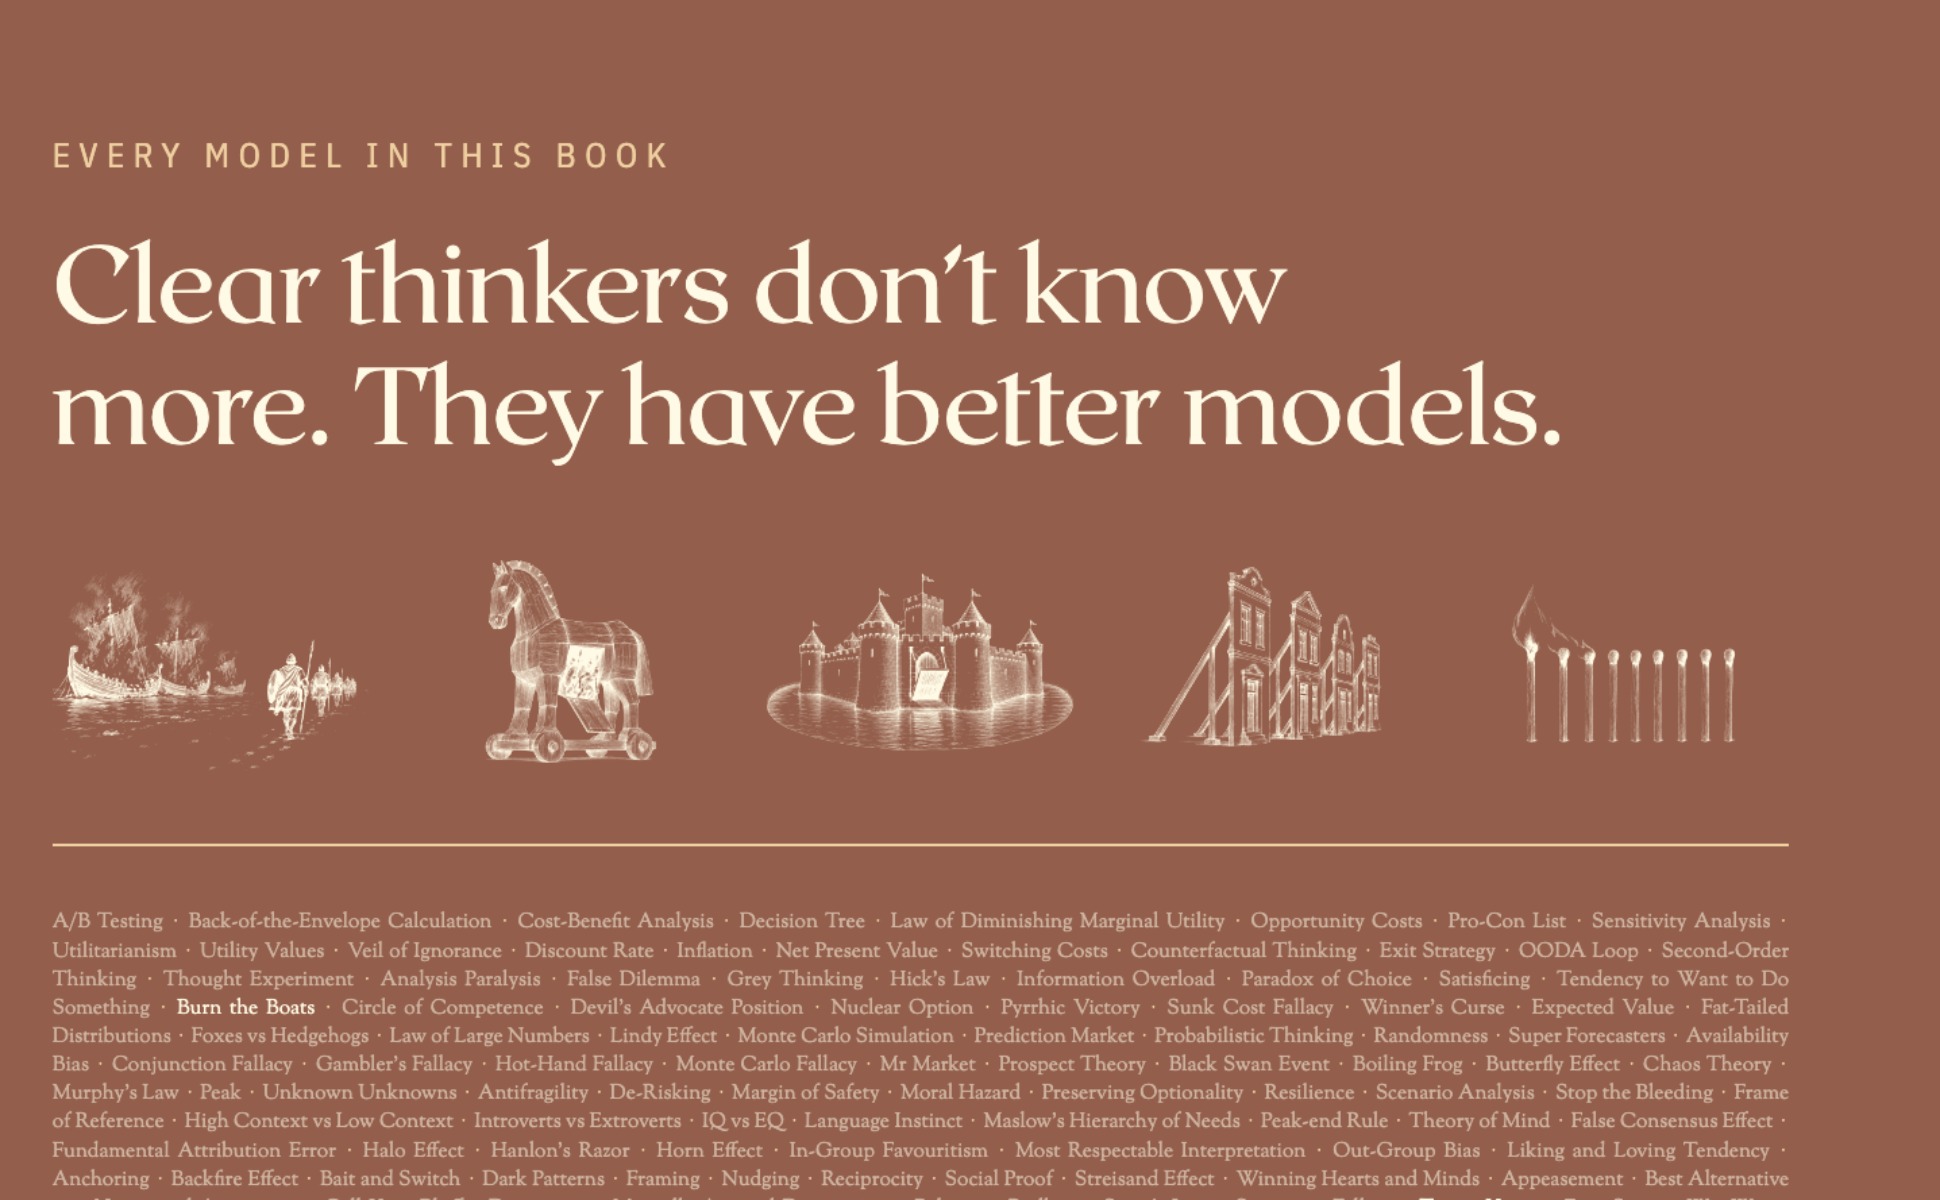 EVERY MODEL IN THIS BOOK
Clear thinkers don’t know
more. They have better models.
A/B Testing · Back-of-the-Envelope Calculation · Cost-Benefit Analysis · Decision Tree · Law of Diminishing Marginal Utility · Opportunity Costs · Pro-Con List · Sensitivity Analysis ·
Utilitarianism · Utility Values · Veil of Ignorance · Discount Rate · Inflation · Net Present Value · Switching Costs · Counterfactual Thinking · Exit Strategy · OODA Loop · Second-Order
Thinking · Thought Experiment · Analysis Paralysis · False Dilemma · Grey Thinking · Hick’s Law · Information Overload · Paradox of Choice · Satisficing · Tendency to Want to Do
Something · Burn the Boats · Circle of Competence · Devil’s Advocate Position · Nuclear Option · Pyrrhic Victory · Sunk Cost Fallacy · Winner’s Curse · Expected Value · Fat-Tailed
Distributions · Foxes vs Hedgehogs · Law of Large Numbers · Lindy Effect · Monte Carlo Simulation · Prediction Market · Probabilistic Thinking · Randomness · Super Forecasters · Availability
Bias · Conjunction Fallacy · Gambler’s Fallacy · Hot-Hand Fallacy · Monte Carlo Fallacy · Mr Market · Prospect Theory · Black Swan Event · Boiling Frog · Butterfly Effect · Chaos Theory ·
Murphy’s Law · Peak · Unknown Unknowns · Antifragility · De-Risking · Margin of Safety · Moral Hazard · Preserving Optionality · Resilience · Scenario Analysis · Stop the Bleeding · Frame
of Reference · High Context vs Low Context · Introverts vs Extroverts · IQ vs EQ · Language Instinct · Maslow’s Hierarchy of Needs · Peak-end Rule · Theory of Mind · False Consensus Effect ·
Fundamental Attribution Error · Halo Effect · Hanlon’s Razor · Horn Effect · In-Group Favouritism · Most Respectable Interpretation · Out-Group Bias · Liking and Loving Tendency ·
Anchoring · Backfire Effect · Bait and Switch · Dark Patterns · Framing · Nudging · Reciprocity · Social Proof · Streisand Effect · Winning Hearts and Minds · Appeasement · Best Alternative